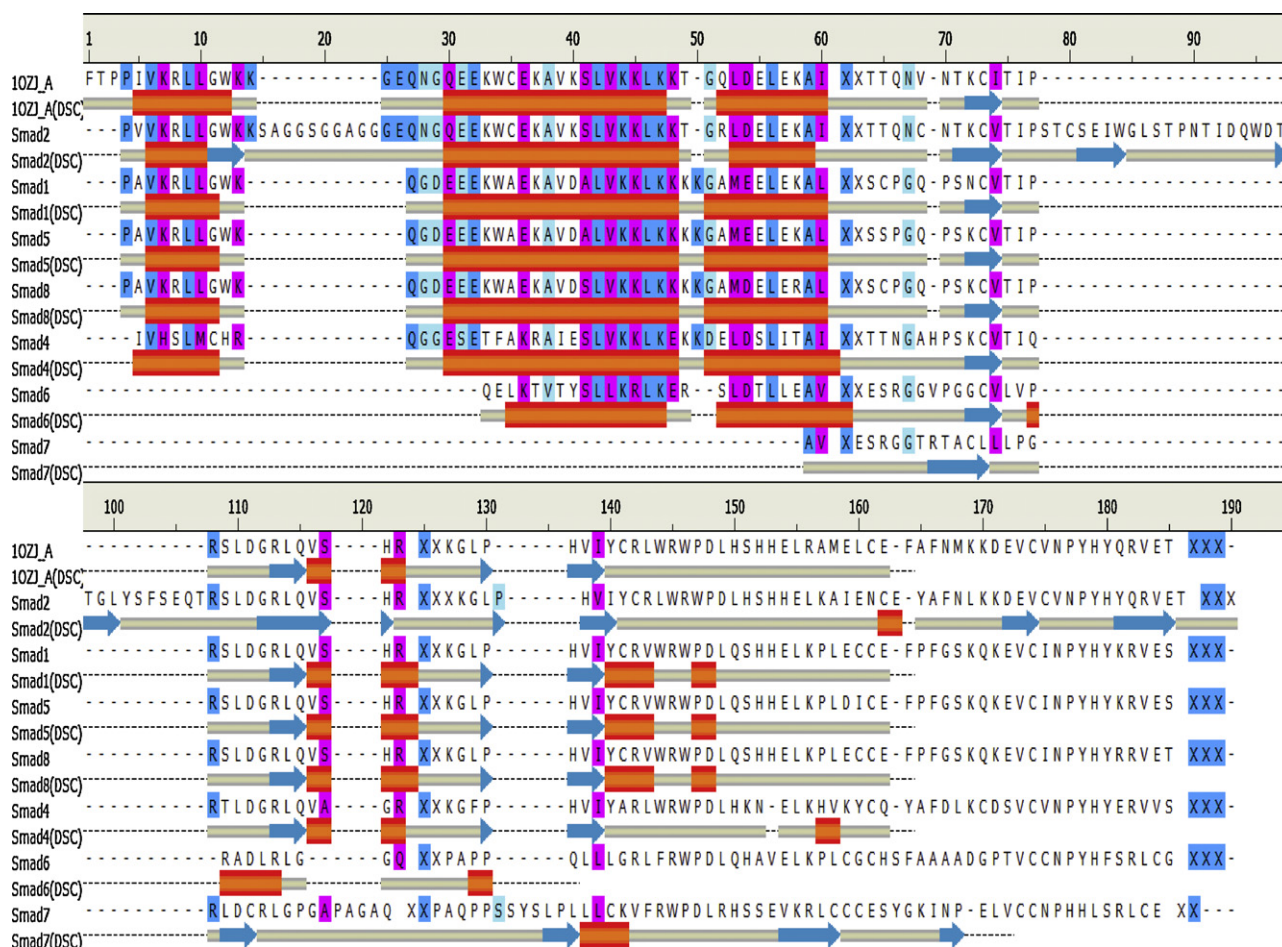 1 10 20 30 40 50 60 70 80 90
1OZJ_A FTPPIVKRLLGWKK----------GEQNGQEEKWCEKAVKSLVKKLKKT-GQLDELEKAI XXTTQNV-NTKCITIP--------------------
1OZJ_A(DSC)
Smad2 ---PVVKRLLGWKKSAGGSGGAGGGEQNGQEEKWCEKAVKSLVKKLKKT-GRLDELEKAI XXTTQNC-NTKCVTIPSTCSEIWGLSTPNTIDQWDT
Smad2(DSC)
Smad1 ---PAVKRLLGWK-------------QGDEEEKWAEKAVDALVKKLKKKKGAMEELEKAL XXSCPGQ-PSNCVTIP--------------------
Smad1(DSC)
Smad5 ---PAVKRLLGWK-------------QGDEEEKWAEKAVDALVKKLKKKKGAMEELEKAL XXSSPGQ-PSKCVTIP--------------------
Smad5(DSC)
Smad8 ---PAVKRLLGWK-------------QGDEEEKWAEKAVDALVKKLKKKKGAMDELERAL XXSCPGQ-PSKCVTIP--------------------
Smad8(DSC)
Smad4 ----IVHSLMCHR-------------QGGESETFAKRAIESLVKKLKEKKDELDSLITAI XXTTNGAHPSKCVTIQ--------------------
Smad4(DSC)
Smad6 --------------------------------QELKTVTYSLLKRLKER--SLDTLLEAV XXESRGGVPGGCVLVP--------------------
Smad6(DSC)
Smad7 ----------------------------------------------------------AV XESRGGTRTACLLLPG--------------------
Smad7(DSC)
100 110 120 130 140 150 160 170 180 190
1OZJ_A ----------RSLDGRLQVS----HR XXKGLP------HVIYCRLWRWPDLHSHHELRAMELCE-FAFNMKKDEVCVNPYHYQRVET XXX-
1OZJ_A(DSC)
Smad2 TGLYSFSEQTRSLDGRLQVS----HR XXXKGLP------HVIYCRLWRWPDLHSHHELKAIENCE-YAFNLKKDEVCVNPYHYQRVET XXX
Smad2(DSC)
Smad1 ----------RSLDGRLQVS----HR XXKGLP------HVIYCRVWRWPDLQSHHELKPLECCE-FPFGSKQKEVCINPYHYKRVES XXX-
Smad1(DSC)
Smad5 ----------RSLDGRLQVS----HR XXKGLP------HVIYCRVWRWPDLQSHHELKPLDICE-FPFGSKQKEVCINPYHYKRVES XXX-
Smad5(DSC)
Smad8 ----------RSLDGRLQVS----HR XXKGLP------HVIYCRVWRWPDLQSHHELKPLECCE-FPFGSKQKEVCINPYHYRRVET XXX-
Smad8(DSC)
Smad4 ----------RTLDGRLQVA----GR XXKGFP------HVIYARLWRWPDLHKN-ELKHVKYCQ-YAFDLKCDSVCVNPYHYERVVS XXX-
Smad4(DSC)
Smad6 -----------RADLRLG------GQ XXPAPP------QLLLGRLFRWPDLQHAVELKPLCGCHSFAAAADGPTVCCNPYHFSRLCG XXX-
Smad6(DSC)
Smad7 ----------RLDCRLGPGAPAGAQ XXPAQPPSSYSLPLLLCKVFRWPDLRHSSEVKRLCCCESYGKINP-ELVCCNPHHLSRLCE XX---
Smad7(DSC)